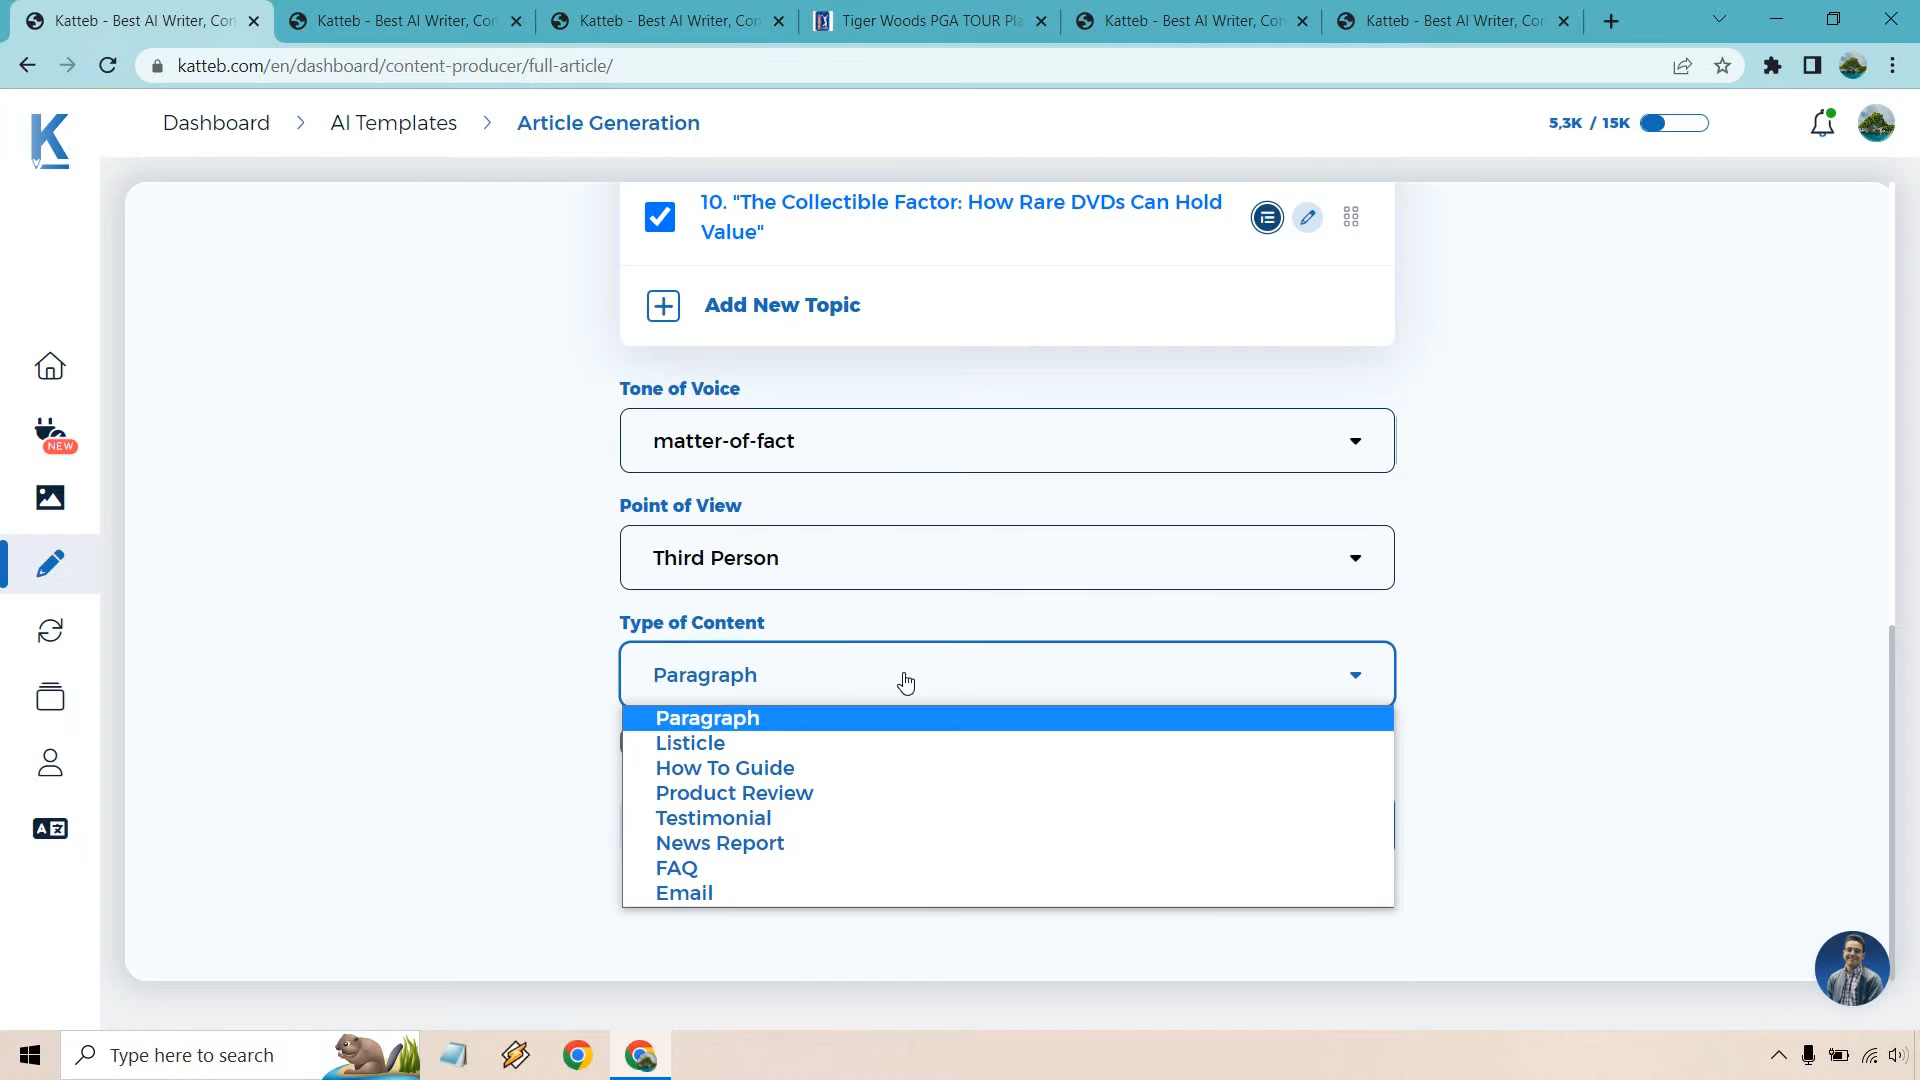 Katteb - Best AI Writer, Con
Katteb - Best AI Writer, Con
Katteb - Best AI Writer, Con
Tiger Woods PGA TOUR Pla
Katteb - Best AI Writer, Con
Katteb - Best AI Writer, Con
katteb.com/en/dashboard/content-producer/full-article/
K
Dashboard > AI Templates > Article Generation
5,3K / 15K
10. "The Collectible Factor: How Rare DVDs Can Hold
Value"
Add New Topic
Tone of Voice
matter-of-fact
NEW
Point of View
Third Person
Type of Content
Paragraph
Paragraph
Listicle
How To Guide
Product Review
Testimonial
News Report
FAQ
Email
Type here to search